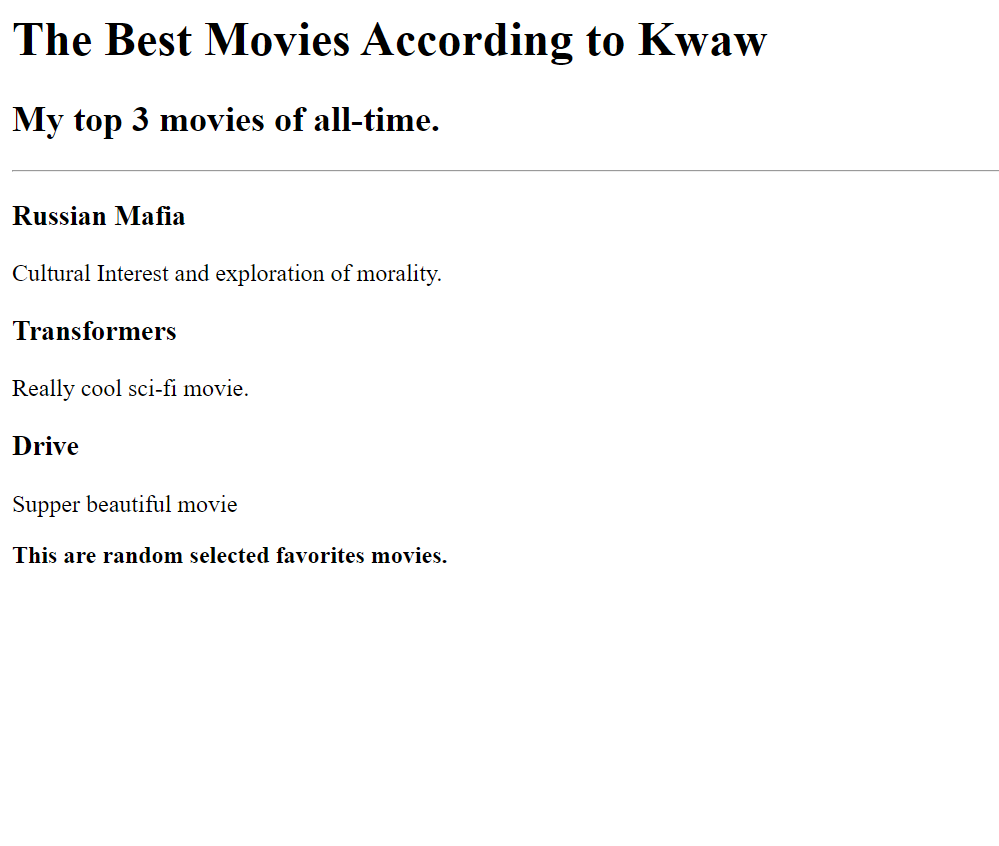 The Best Movies According to Kwaw
My top 3 movies of all-time.
Russian Mafia
Cultural Interest and exploration of morality.
Transformers
Really cool sci-fi movie.
Drive
Supper beautiful movie
This are random selected favorites movies.